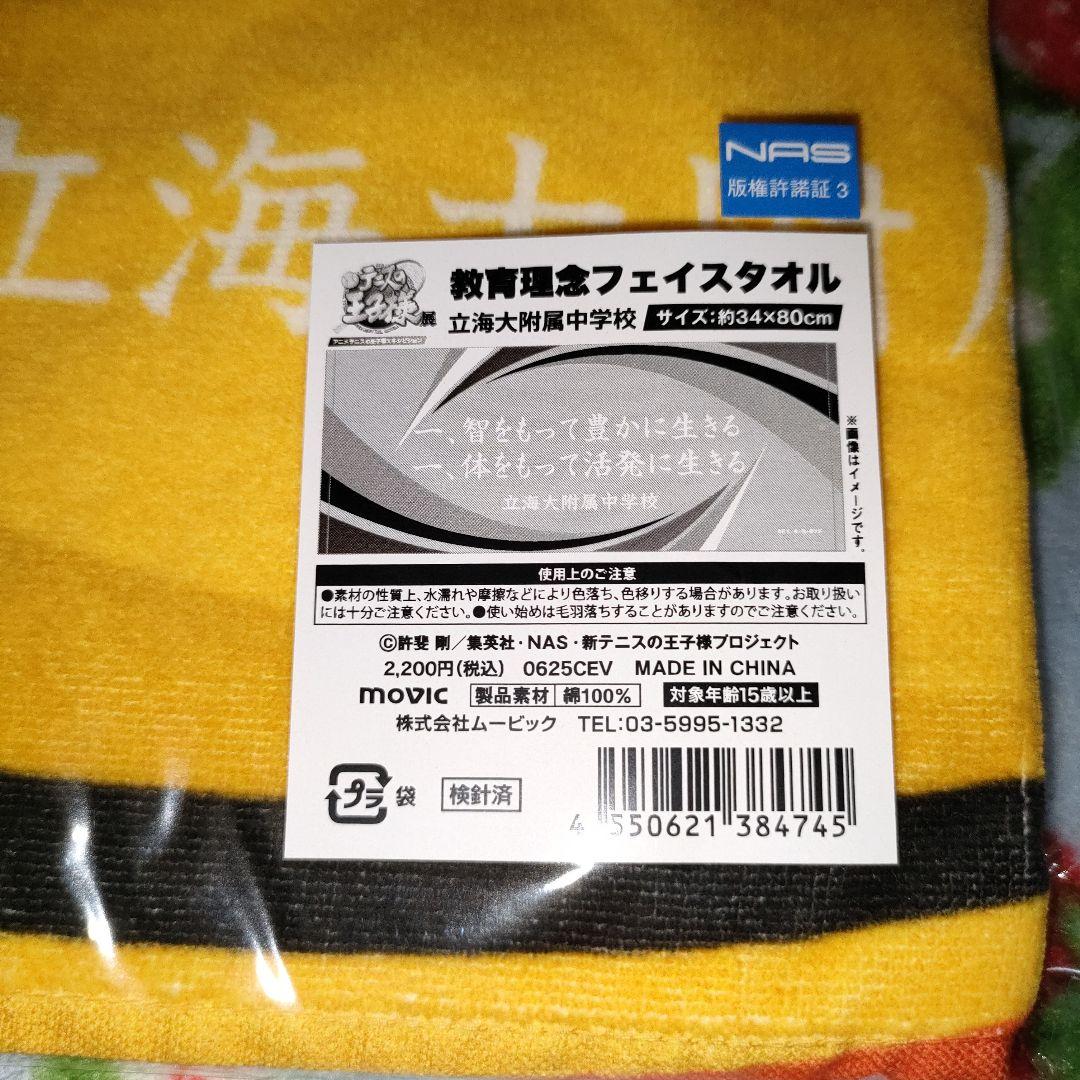 立海大附
NAS
版権許諾証 3
テニスの
王子様展
教育理念フェイスタオル
立海大附属中学校 サイズ:約34×80cm
一、智をもって豊かに生きる
一、体をもって活発に生きる
立海大附属中学校
※画像はイメージです。
使用上のご注意
●素材の性質上、水濡れや摩擦などにより色落ち、色移りする場合があります。お取り扱い
には十分ご注意ください。●使い始めは毛羽落ちすることがありますのでご注意ください。
©許斐 剛／集英社・NAS・新テニスの王子様プロジェクト
2,200円(税込) 0625CEV MADE IN CHINA
movic 製品素材 綿100% 対象年齢15歳以上
株式会社ムービック TEL:03-5995-1332
プラ 袋 検針済
4 550621 384745